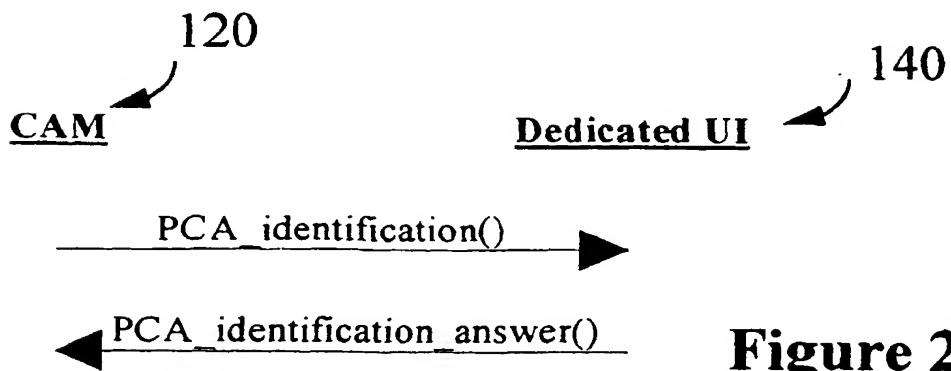 120
140
CAM
Dedicated UI
PCA_identification()
PCA_identification_answer()
Figure 2